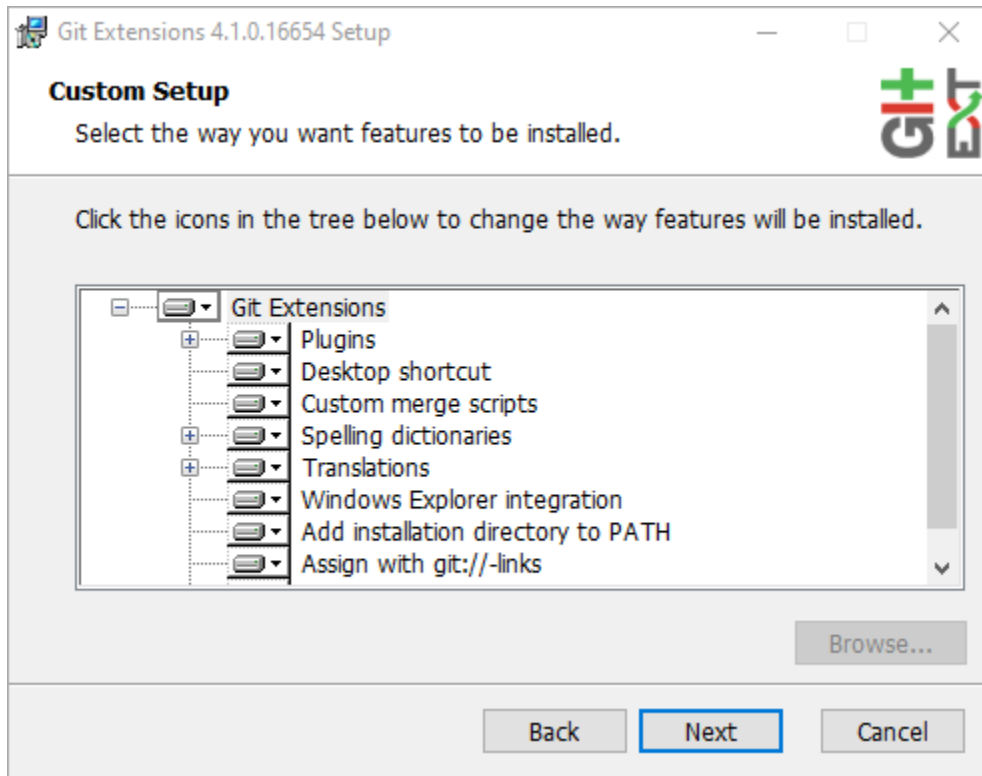 Git Extensions 4.1.0.16654 Setup
Custom Setup
Select the way you want features to be installed.
Git
Ext
Click the icons in the tree below to change the way features will be installed.
Git Extensions
Plugins
Desktop shortcut
Custom merge scripts
Spelling dictionaries
Translations
Windows Explorer integration
Add installation directory to PATH
Assign with git://-links
Browse...
Back
Next
Cancel